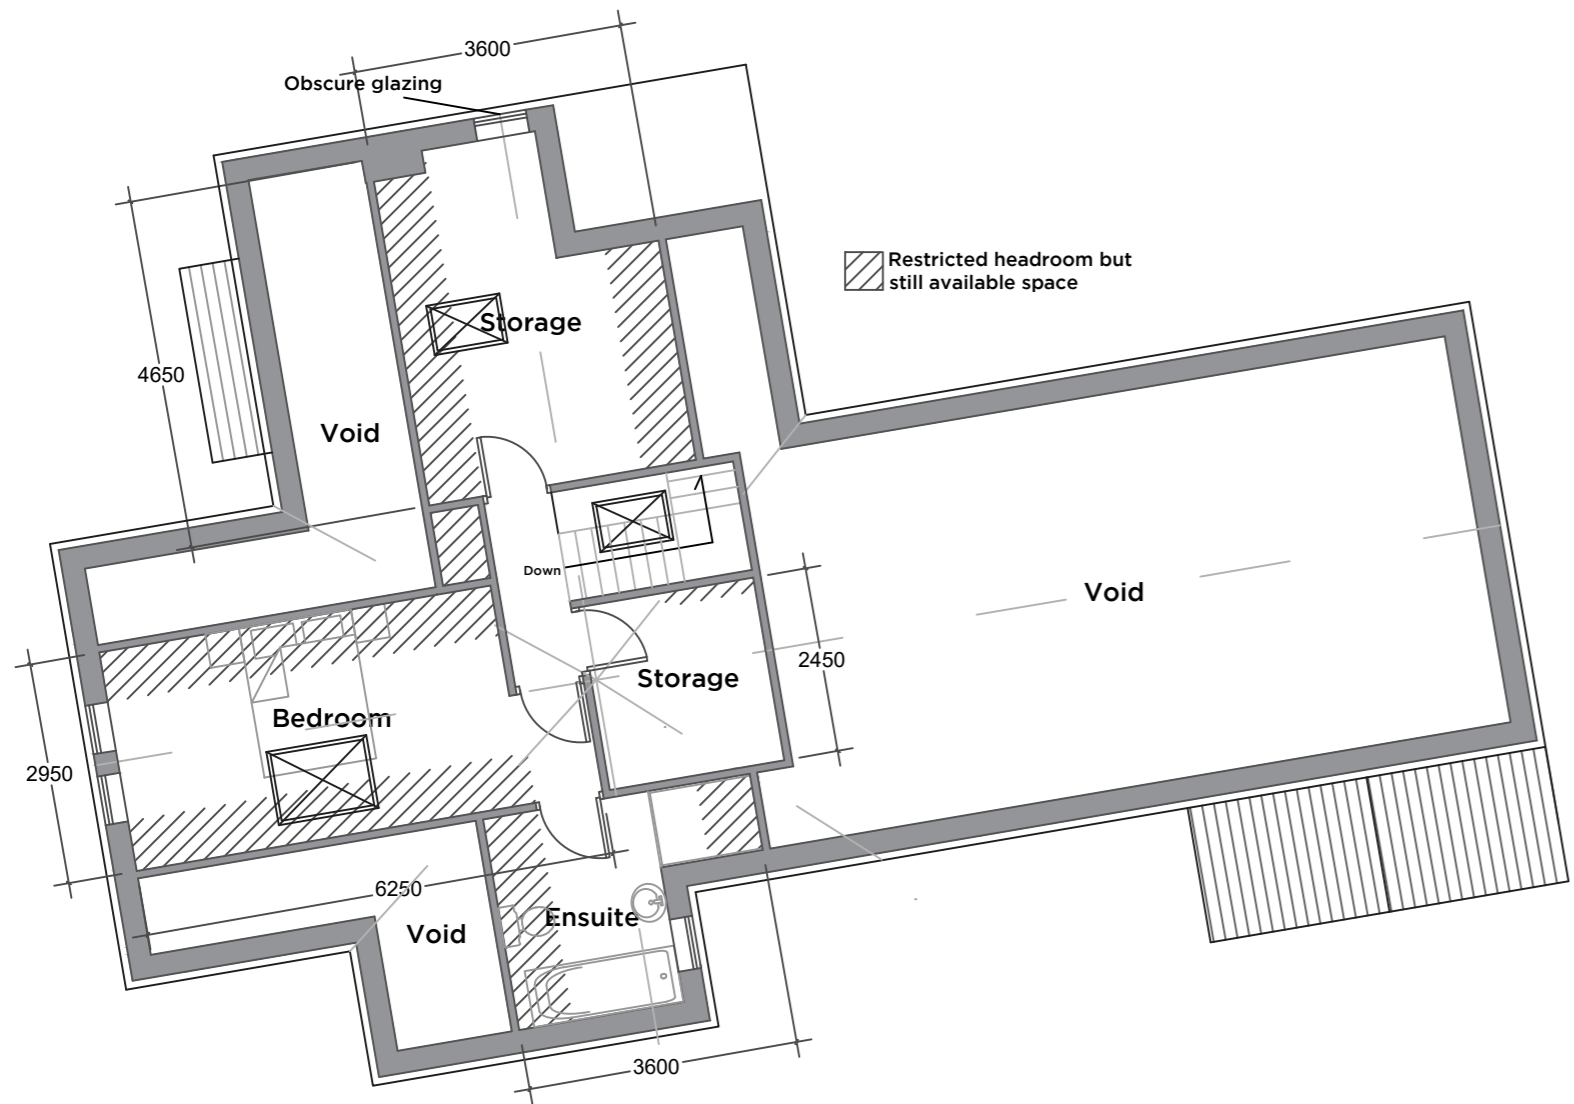 3600
Obscure glazing
Restricted headroom but
still available space
Storage
4650
Void
Down
Void
2450
Storage
Bedroom
2950
6250
Ensuite
Void
3600